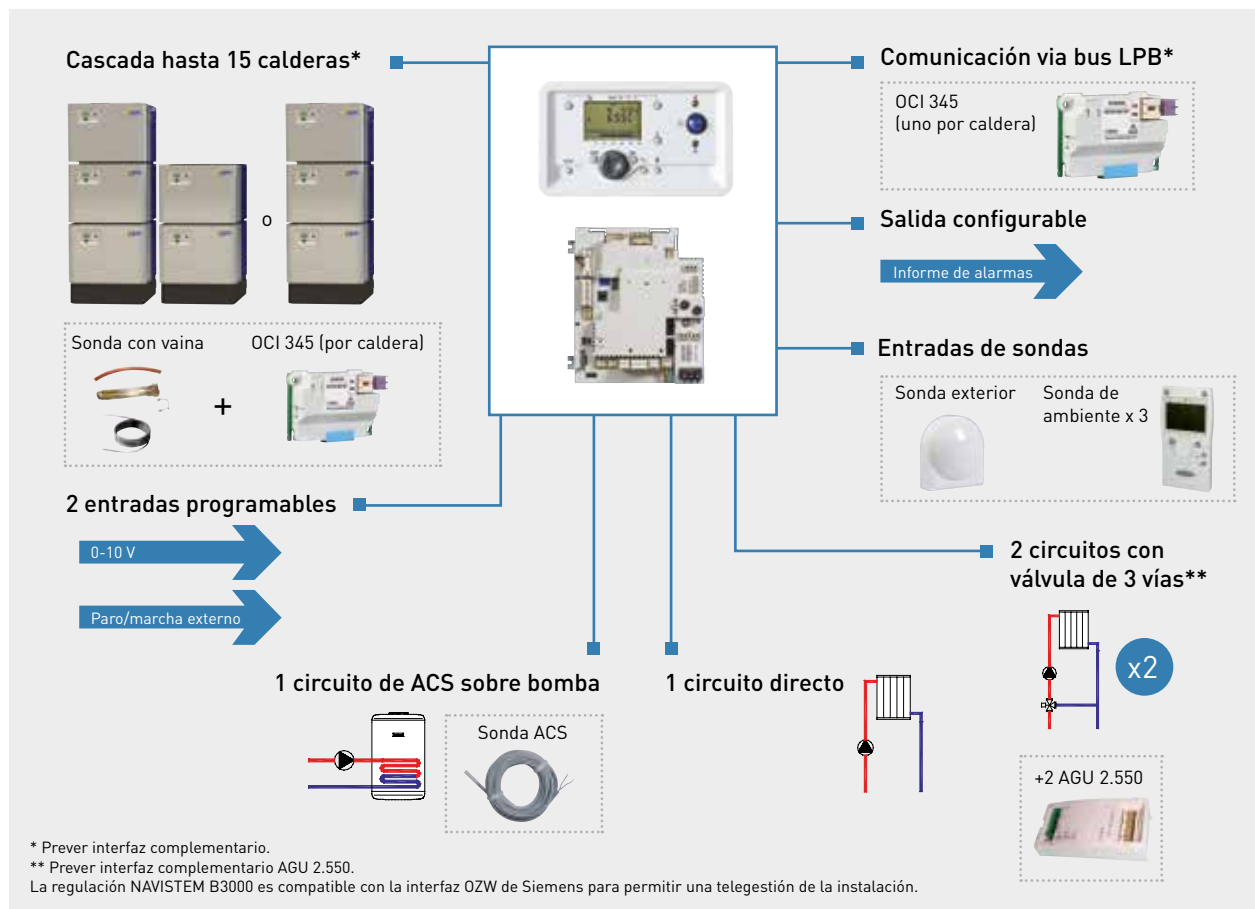 Cascada hasta 15 calderas*
o
Sonda con vaina
OCI 345 (por caldera)
+
2 entradas programables
0-10 V
Paro/marcha externo
Comunicación via bus LPB*
OCI 345
(uno por caldera)
Salida configurable
Informe de alarmas
Entradas de sondas
Sonda exterior
Sonda de
ambiente x 3
2 circuitos con
válvula de 3 vías**
x2
+2 AGU 2.550
1 circuito de ACS sobre bomba
Sonda ACS
1 circuito directo
* Prever interfaz complementario.
** Prever interfaz complementario AGU 2.550.
La regulación NAVISTEM B3000 es compatible con la interfaz OZW de Siemens para permitir una telegestión de la instalación.